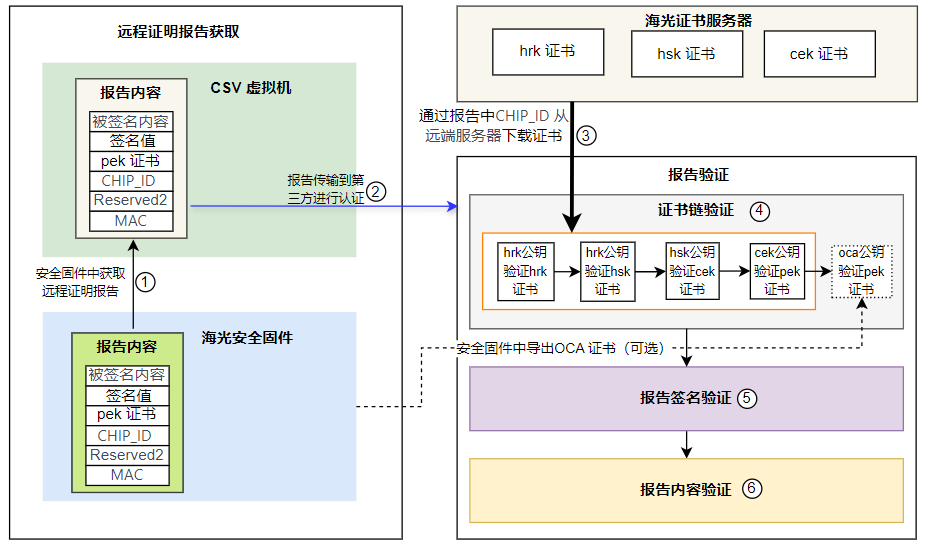 远程证明报告获取
CSV 虚拟机
报告内容
被签名内容
签名值
pek 证书
CHIP_ID
Reserved2
MAC
安全固件中获取
远程证明报告
①
海光安全固件
报告内容
被签名内容
签名值
pek 证书
CHIP_ID
Reserved2
MAC
报告传输到第
三方进行认证
②
海光证书服务器
hrk 证书
hsk 证书
cek 证书
通过报告中CHIP_ID 从
远端服务器下载证书
③
报告验证
证书链验证 ④
hrk公钥
验证hrk
证书
hrk公钥
验证hsk
证书
hsk公钥
验证cek
证书
cek公钥
验证pek
证书
oca公钥
验证pek
证书
安全固件中导出OCA 证书（可选）
报告签名验证 ⑤
报告内容验证 ⑥